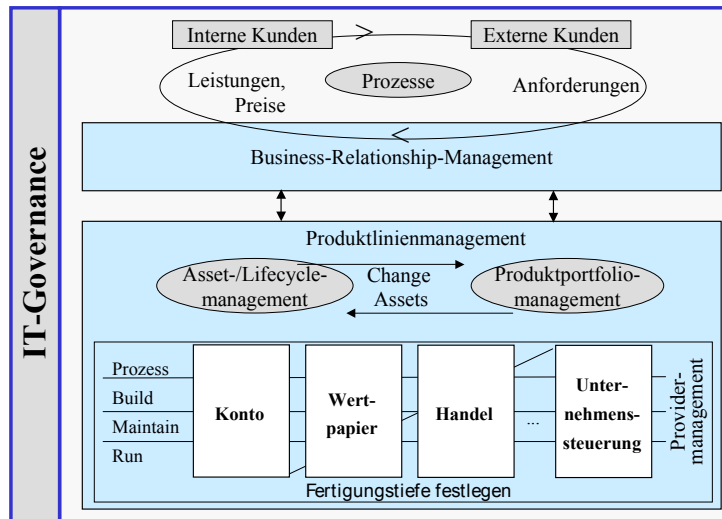 IT-Governance
Interne Kunden
Externe Kunden
Leistungen,
Preise
Prozesse
Anforderungen
Business-Relationship-Management
Produktlinienmanagement
Asset-/Lifecycle-
management
Change
Assets
Produktportfolio-
management
Prozess
Build
Maintain
Run
Konto
Wert-
papier
Handel
...
Unter-
nehmens-
steuerung
Provider-
management
Fertigungstiefe festlegen